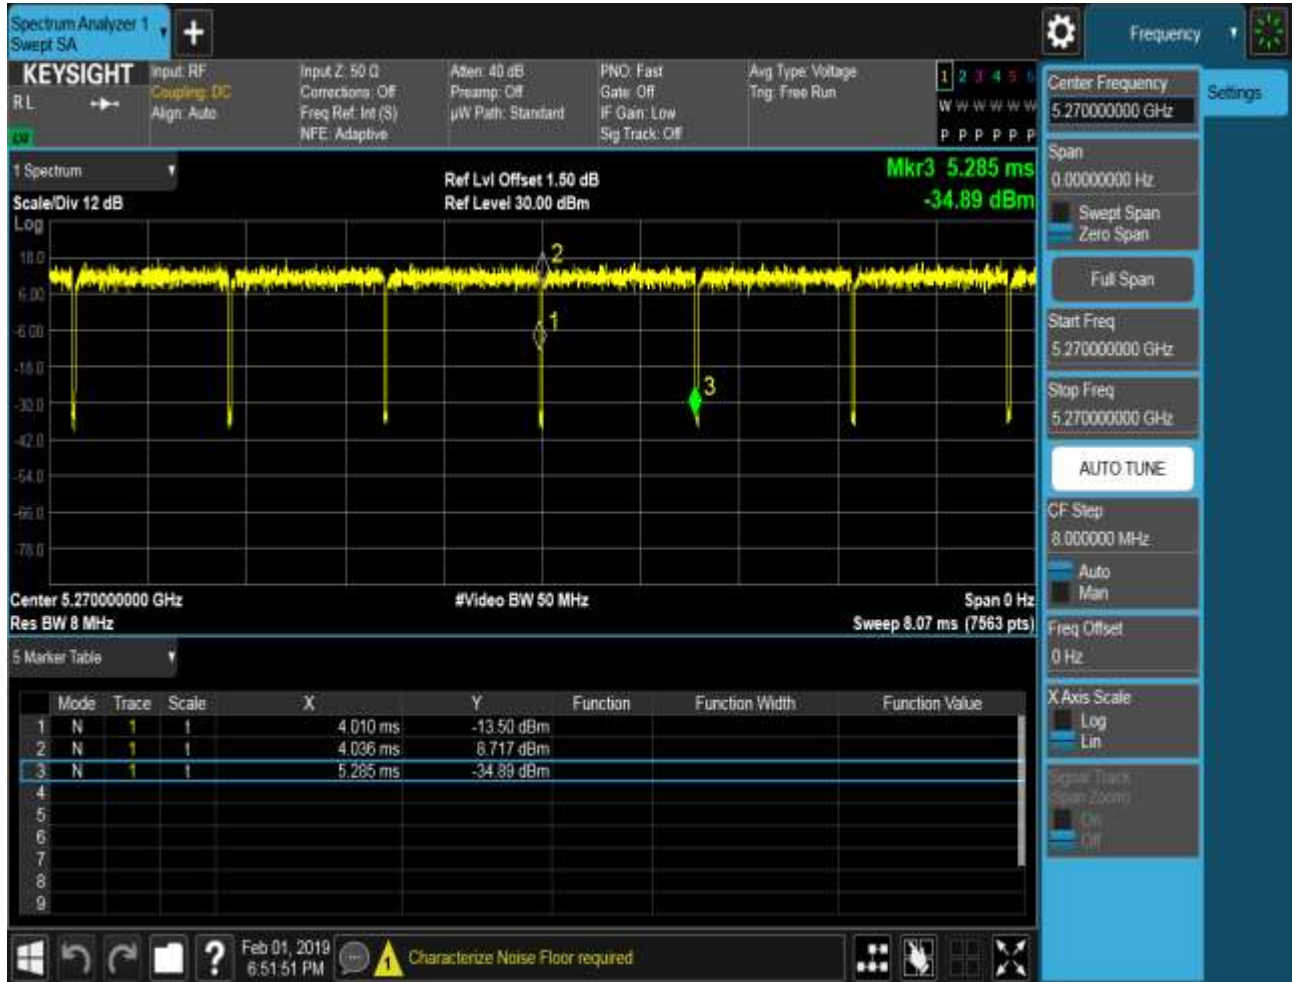 Spectrum Analyzer 1
Swept SA
Frequency
KEYSIGHT
RL
Input: RF
Coupling: DC
Align: Auto
Input Z: 50 Ω
Corrections: Off
Freq Ref: Int (S)
NFE: Adaptive
Atten: 40 dB
Preamp: Off
µW Path: Standard
PNO: Fast
Gate: Off
IF Gain: Low
Sig Track: Off
Avg Type: Voltage
Trig: Free Run
1 2 3 4 5 6
W W W W W W
P P P P P P
1 Spectrum
Scale/Div 12 dB
Ref Lvl Offset 1.50 dB
Ref Level 30.00 dBm
Mkr3 5.285 ms
-34.89 dBm
Log
18.0
6.00
-6.00
-18.0
-30.0
-42.0
-54.0
-66.0
-78.0
2
1
3
Center 5.270000000 GHz
#Video BW 50 MHz
Span 0 Hz
Res BW 8 MHz
Sweep 8.07 ms (7563 pts)
5 Marker Table
Mode Trace Scale X Y Function Function Width Function Value
1 N 1 t 4.010 ms -13.50 dBm
2 N 1 t 4.036 ms 8.717 dBm
3 N 1 t 5.285 ms -34.89 dBm
4
5
6
7
8
9
Center Frequency
5.270000000 GHz
Settings
Span
0.00000000 Hz
Swept Span
Zero Span
Full Span
Start Freq
5.270000000 GHz
Stop Freq
5.270000000 GHz
AUTO TUNE
CF Step
8.000000 MHz
Auto
Man
Freq Offset
0 Hz
X Axis Scale
Log
Lin
Signal Track
(Span Zoom)
On
Off
?
Feb 01, 2019
6:51:51 PM
1
Characterize Noise Floor required